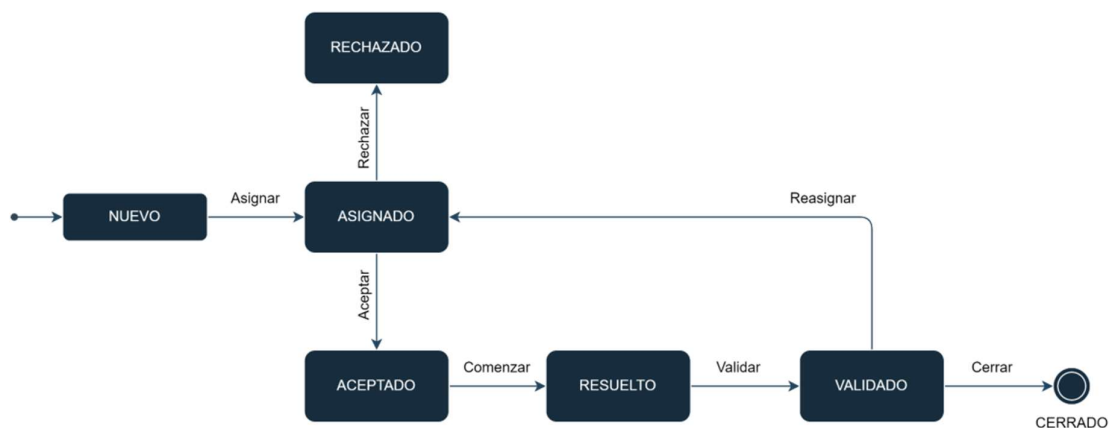 RECHAZADO
Rechazar
Asignar
Reasignar
NUEVO
ASIGNADO
Aceptar
Comenzar
Validar
Cerrar
ACEPTADO
RESUELTO
VALIDADO
CERRADO